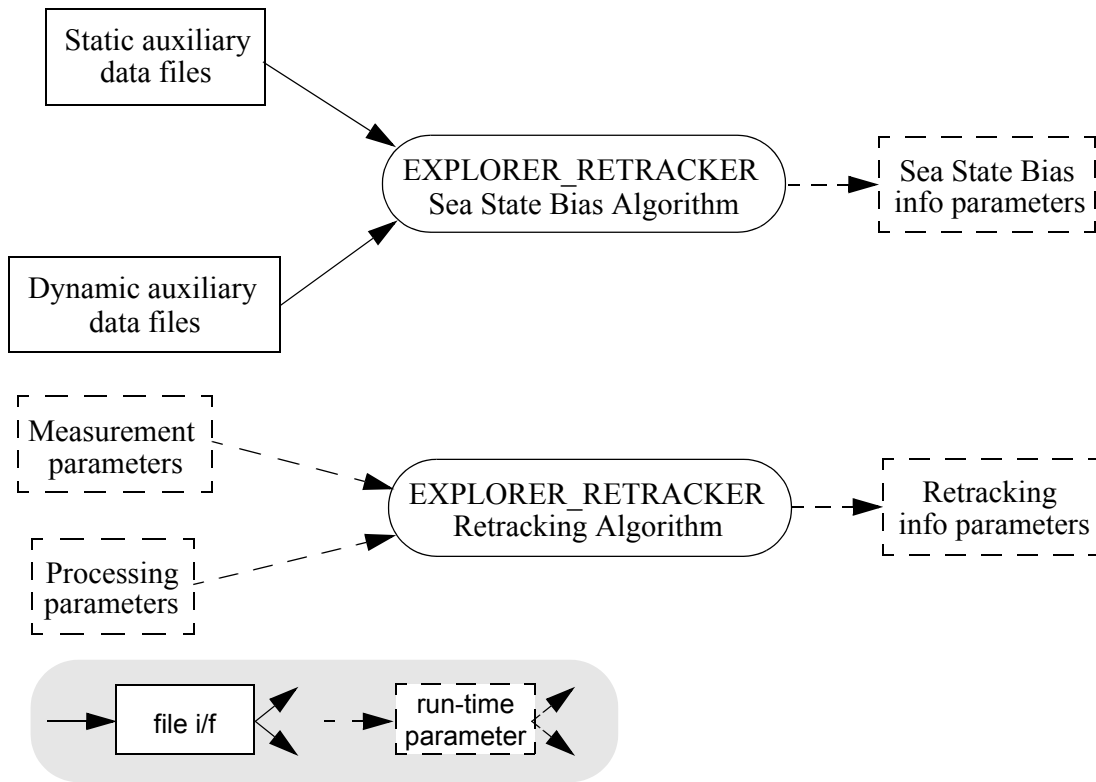 Static auxiliary
data files
EXPLORER_RETRACKER
Sea State Bias Algorithm
Sea State Bias
info parameters
Dynamic auxiliary
data files
Measurement
parameters
EXPLORER_RETRACKER
Retracking Algorithm
Retracking
info parameters
Processing
parameters
file i/f
run-time
parameter